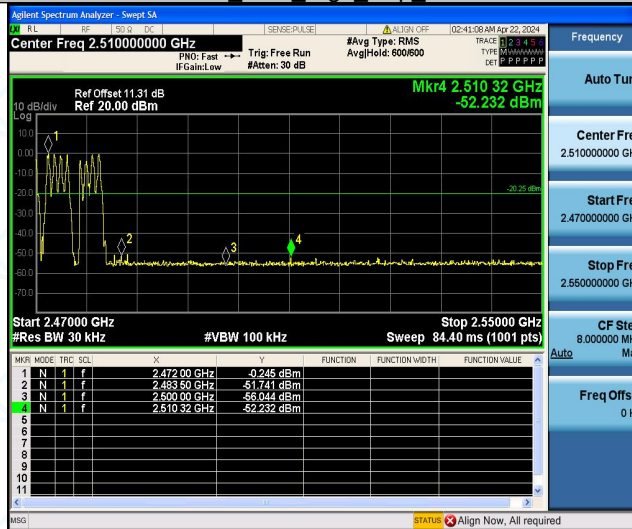 Agilent Spectrum Analyzer - Swept SA
RL RF 50 Ω DC SENSE:PULSE ALIGN OFF 02:41:08 AM Apr 22, 2024
Center Freq 2.510000000 GHz
PNO: Fast
IFGain:Low
Trig: Free Run
#Atten: 30 dB
#Avg Type: RMS
Avg|Hold: 600/600
TRACE 1 2 3 4 5 6
TYPE M
DET P P P P P P
Ref Offset 11.31 dB
Ref 20.00 dBm
Mkr4 2.510 32 GHz
-52.232 dBm
10 dB/div
Log
10.0
0.00
-10.0
-20.0
-30.0
-40.0
-50.0
-60.0
-70.0
1
2
3
4
-20.25 dBm
Start 2.47000 GHz
Stop 2.55000 GHz
#Res BW 30 kHz
#VBW 100 kHz
Sweep 84.40 ms (1001 pts)
MKR MODE TRC SCL X Y FUNCTION FUNCTION WIDTH FUNCTION VALUE
1 N 1 f 2.472 00 GHz -0.245 dBm
2 N 1 f 2.483 50 GHz -51.741 dBm
3 N 1 f 2.500 00 GHz -56.044 dBm
4 N 1 f 2.510 32 GHz -52.232 dBm
5
6
7
8
9
10
11
MSG
STATUS Align Now, All required
Frequency
Auto Tun
Center Fre
2.510000000 GH
Start Fre
2.470000000 GH
Stop Fre
2.550000000 GH
CF Ste
8.000000 MH
Auto Ma
Freq Offs
0 H